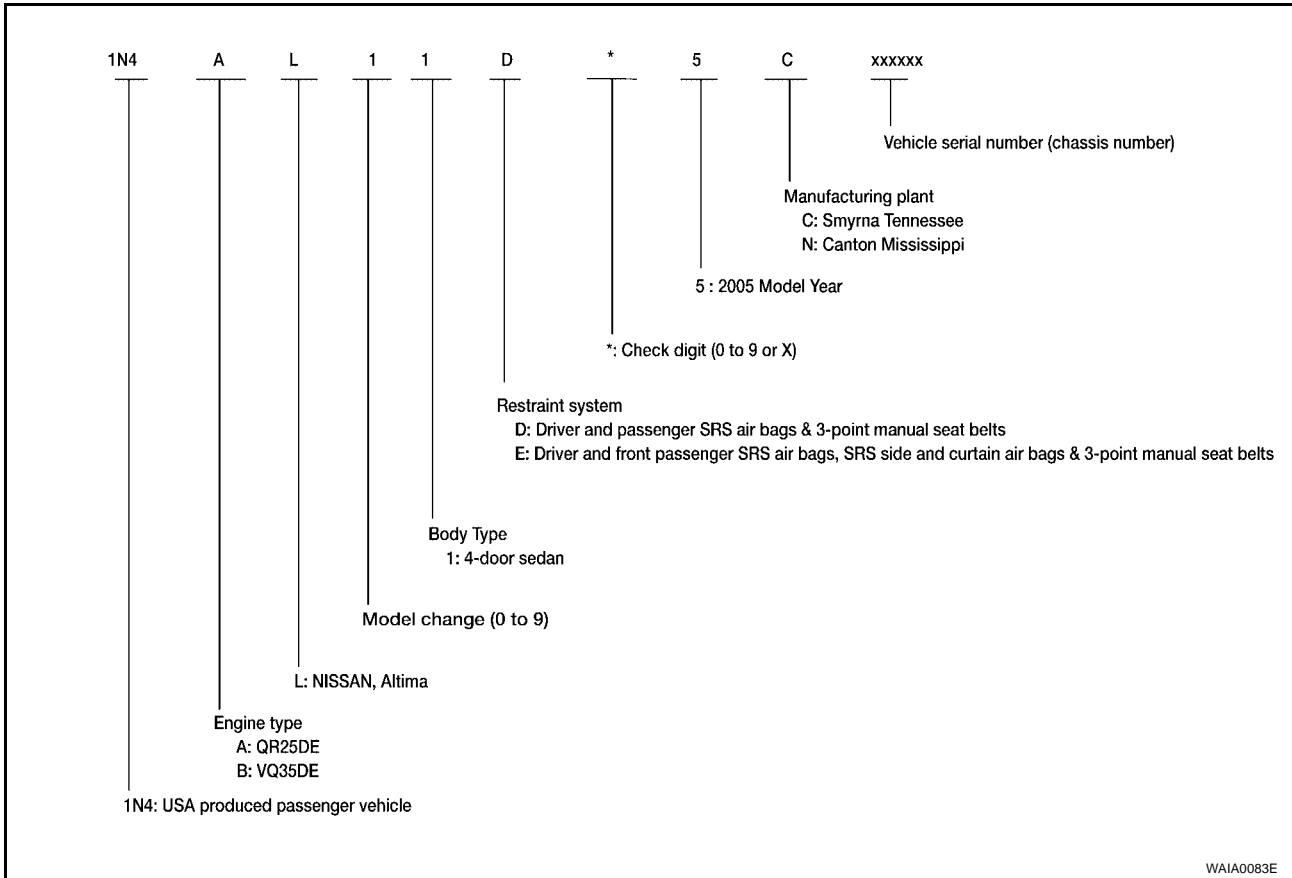 1N4 A L 1 1 D * 5 C xxxxxx
Vehicle serial number (chassis number)
Manufacturing plant
C: Smyrna Tennessee
N: Canton Mississippi
5 : 2005 Model Year
*: Check digit (0 to 9 or X)
Restraint system
D: Driver and passenger SRS air bags & 3-point manual seat belts
E: Driver and front passenger SRS air bags, SRS side and curtain air bags & 3-point manual seat belts
Body Type
1: 4-door sedan
Model change (0 to 9)
L: NISSAN, Altima
Engine type
A: QR25DE
B: VQ35DE
1N4: USA produced passenger vehicle
WAIA0083E